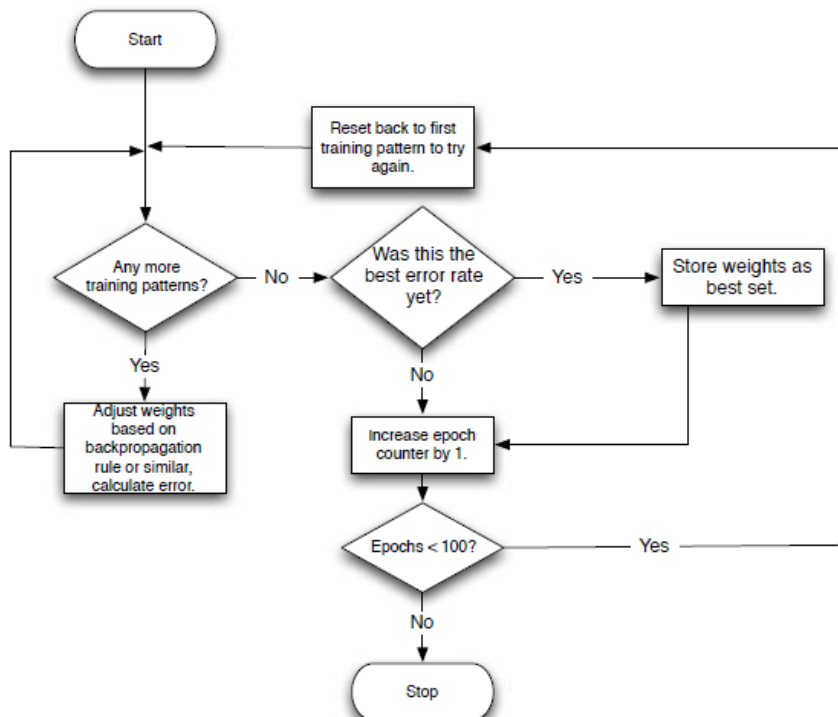 Start
Reset back to first
training pattern to try
again.
Any more
training patterns?
No
Was this the
best error rate
yet?
Yes
Store weights as
best set.
Yes
No
Adjust weights
based on
backpropagation
rule or similar,
calculate error.
Increase epoch
counter by 1.
Epochs < 100?
Yes
No
Stop